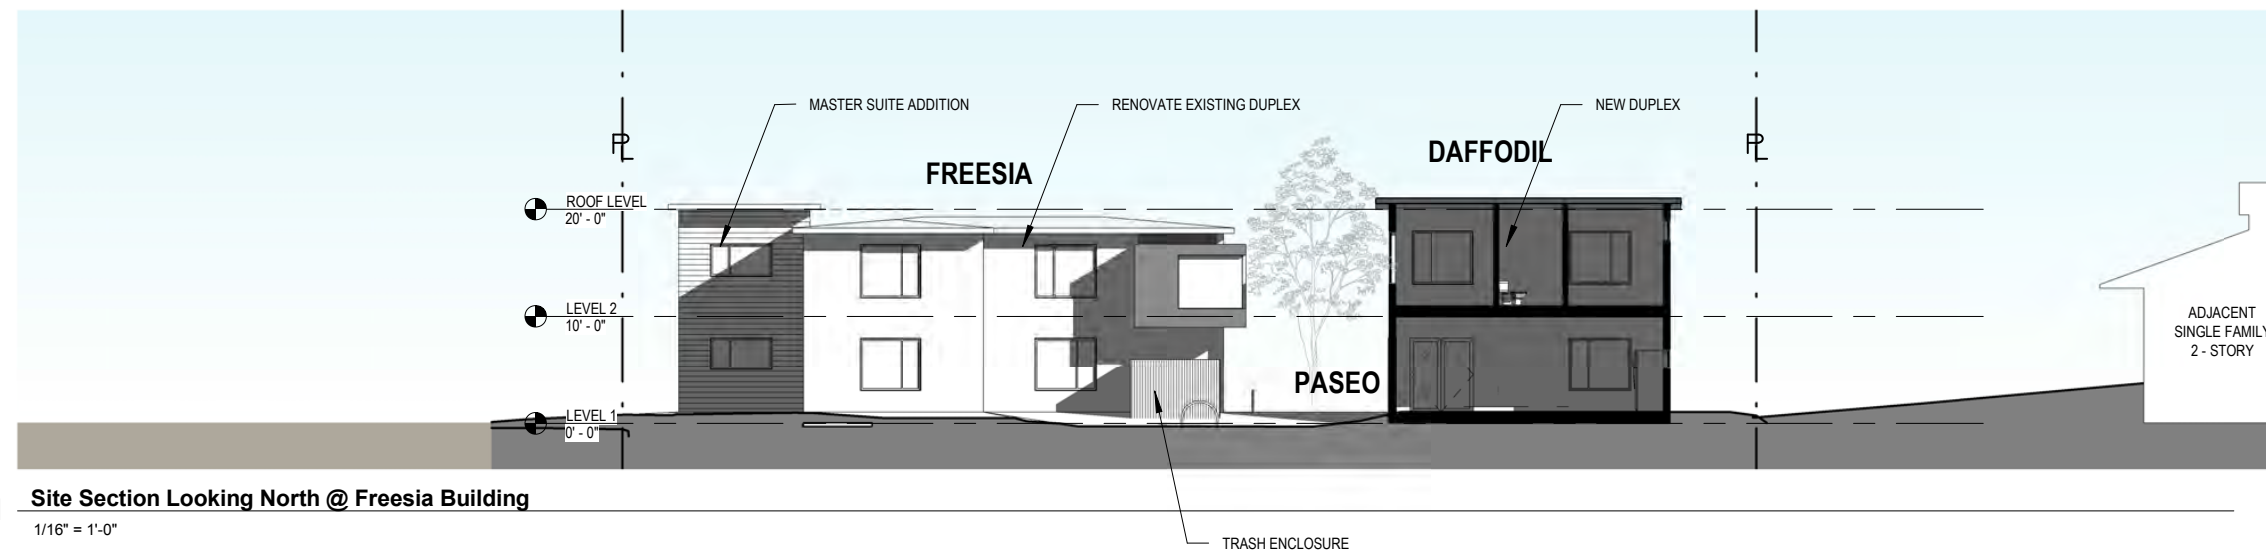 MASTER SUITE ADDITION
RENOVATE EXISTING DUPLEX
NEW DUPLEX
PL
PL
DAFFODIL
FREESIA
ROOF LEVEL
20' - 0"
LEVEL 2
10' - 0"
ADJACENT
SINGLE FAMILY
2 - STORY
PASEO
LEVEL 1
0' - 0"
Site Section Looking North @ Freesia Building
1/16" = 1'-0"
TRASH ENCLOSURE